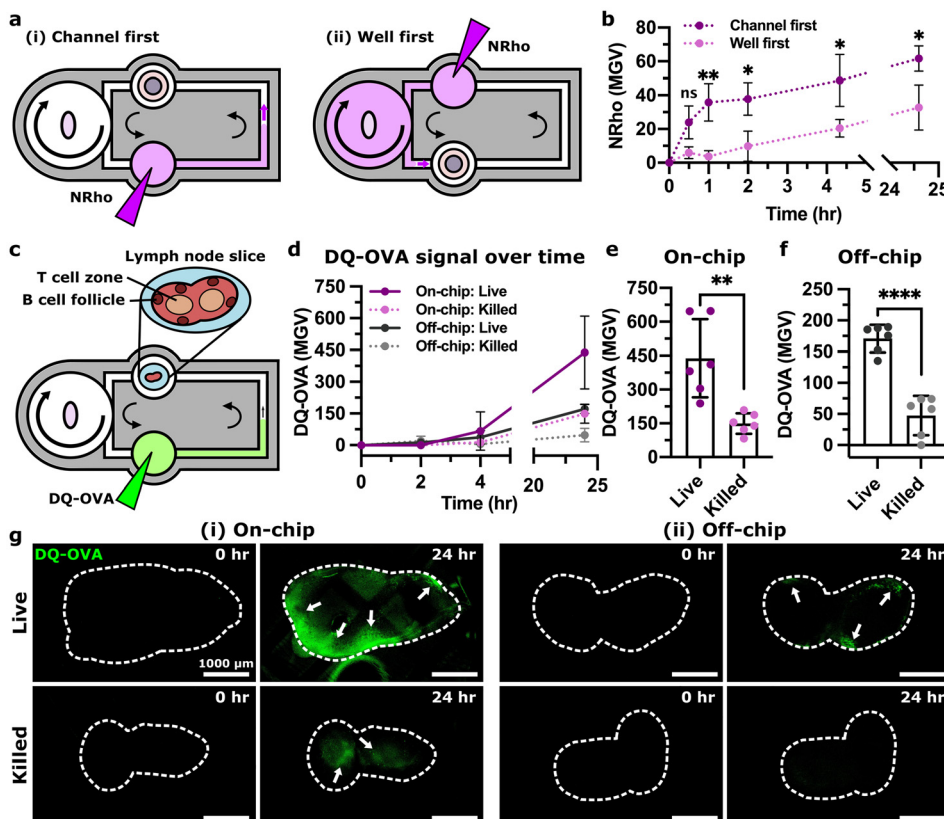 a
(i) Channel first
(ii) Well first
NRho
NRho
b
Channel first
Well first
NRho (MGV)
80
60
40
20
0
ns
**
*
*
*
0 1 2 3 4 5 24 25
Time (hr)
c
Lymph node slice
T cell zone
B cell follicle
DQ-OVA
d DQ-OVA signal over time
On-chip: Live
On-chip: Killed
Off-chip: Live
Off-chip: Killed
DQ-OVA (MGV)
750
600
450
300
150
0
0 2 4 20 25
Time (hr)
e
On-chip
**
DQ-OVA (MGV)
900
750
600
450
300
150
0
Live
Killed
f
Off-chip
****
DQ-OVA (MGV)
250
200
150
100
50
0
Live
Killed
g
(i) On-chip
(ii) Off-chip
DQ-OVA
0 hr
24 hr
0 hr
24 hr
Live
1000 µm
Killed
0 hr
24 hr
0 hr
24 hr